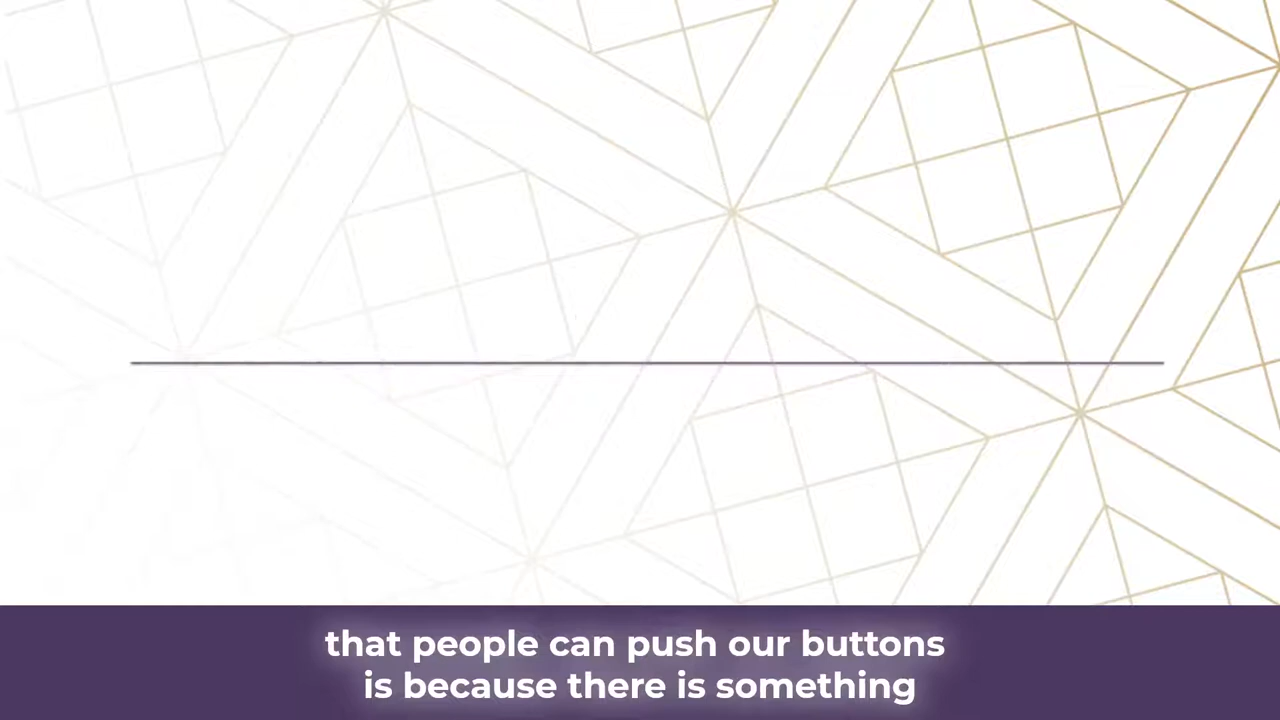 that people can push our buttons
is because there is something